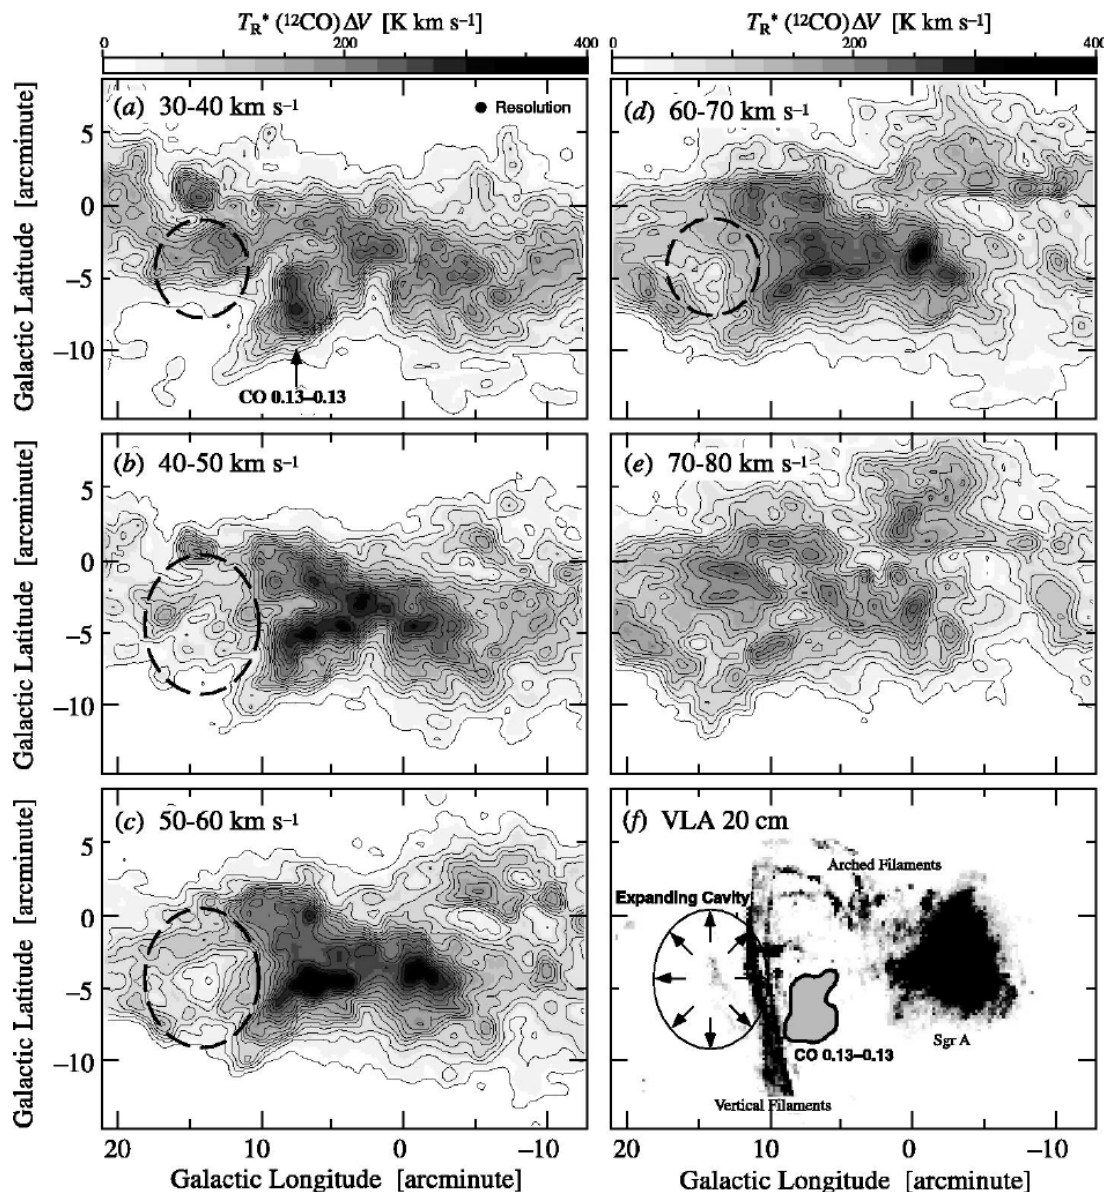 T_R* (¹²CO) ΔV [K km s⁻¹]
0 200 400
T_R* (¹²CO) ΔV [K km s⁻¹]
0 200 400
(a) 30-40 km s⁻¹
Resolution
CO 0.13–0.13
Galactic Latitude [arcminute]
5
0
−5
−10
20 10 0 −10
(d) 60-70 km s⁻¹
(b) 40-50 km s⁻¹
Galactic Latitude [arcminute]
5
0
−5
−10
(e) 70-80 km s⁻¹
(c) 50-60 km s⁻¹
Galactic Latitude [arcminute]
5
0
−5
−10
20 10 0 −10
Galactic Longitude [arcminute]
(f) VLA 20 cm
Arched Filaments
Expanding Cavity
Sgr A
CO 0.13–0.13
Vertical Filaments
20 10 0 −10
Galactic Longitude [arcminute]